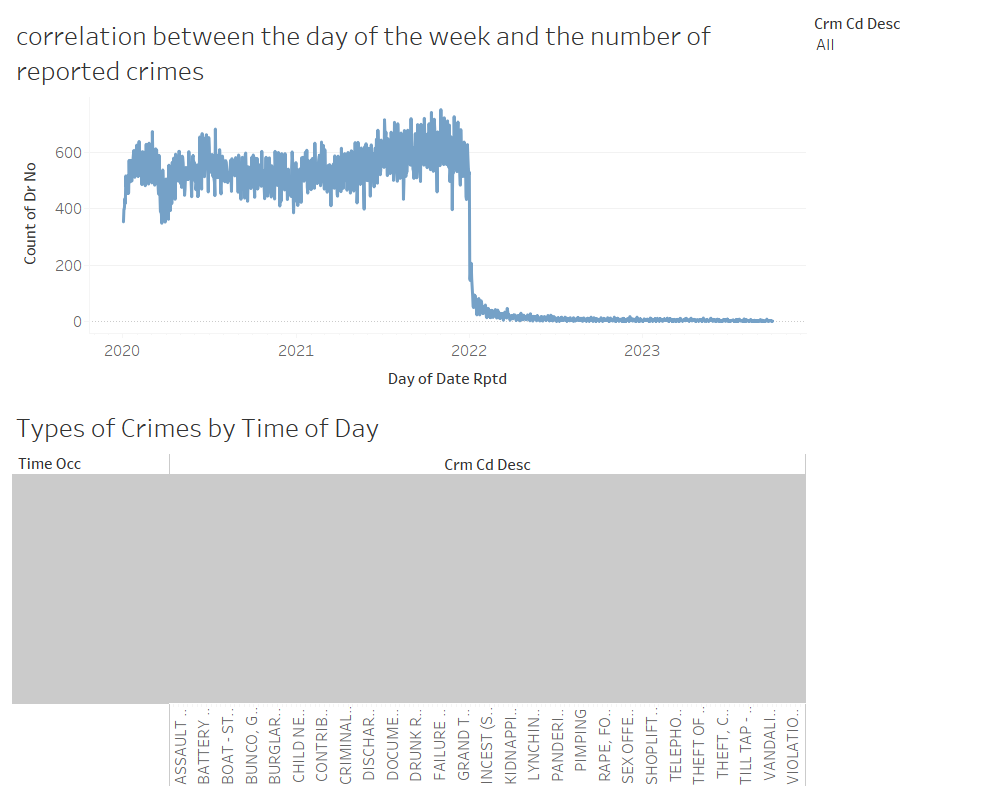 correlation between the day of the week and the number of
reported crimes
Crm Cd Desc
All
Count of Dr No
600
400
200
0
2020 2021 2022 2023
Day of Date Rptd
Types of Crimes by Time of Day
Time Occ Crm Cd Desc
ASSAULT ..
BATTERY ..
BOAT - ST..
BUNCO, G..
BURGLAR..
CHILD NE..
CONTRIB..
CRIMINAL..
DISCHAR..
DOCUME..
DRUNK R..
FAILURE ..
GRAND T..
INCEST (S..
KIDNAPPI..
LYNCHIN..
PANDERI..
PIMPING
RAPE, FO..
SEX OFFE..
SHOPLIFT..
TELEPHO..
THEFT OF ..
THEFT, C..
TILL TAP - ..
VANDALI..
VIOLATIO..